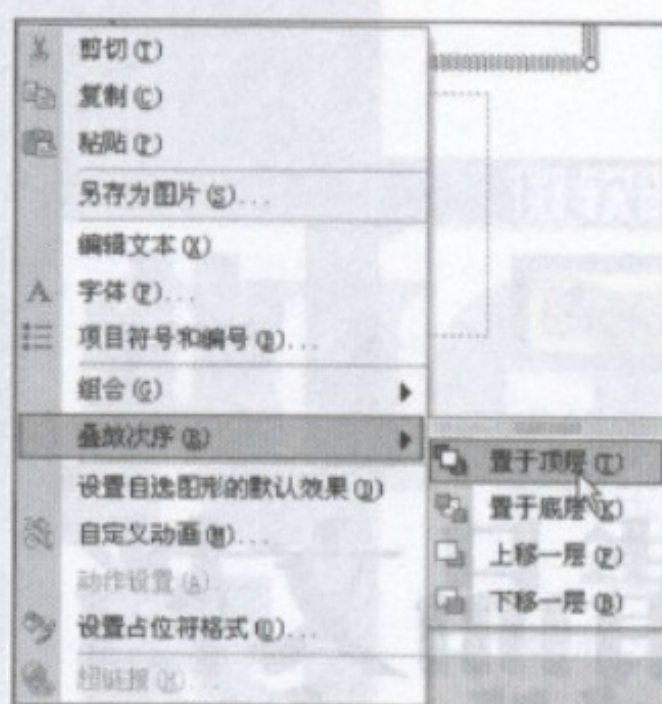 剪切(T)
复制(C)
粘贴(P)
另存为图片(S)...
编辑文本(X)
A 字体(F)...
项目符号和编号(B)...
组合(G)
叠放次序(R)
设置自选图形的默认效果(D)
自定义动画(M)...
动作设置(A)...
设置占位符格式(O)...
超链接(H)...
置于顶层(T)
置于底层(K)
上移一层(F)
下移一层(B)